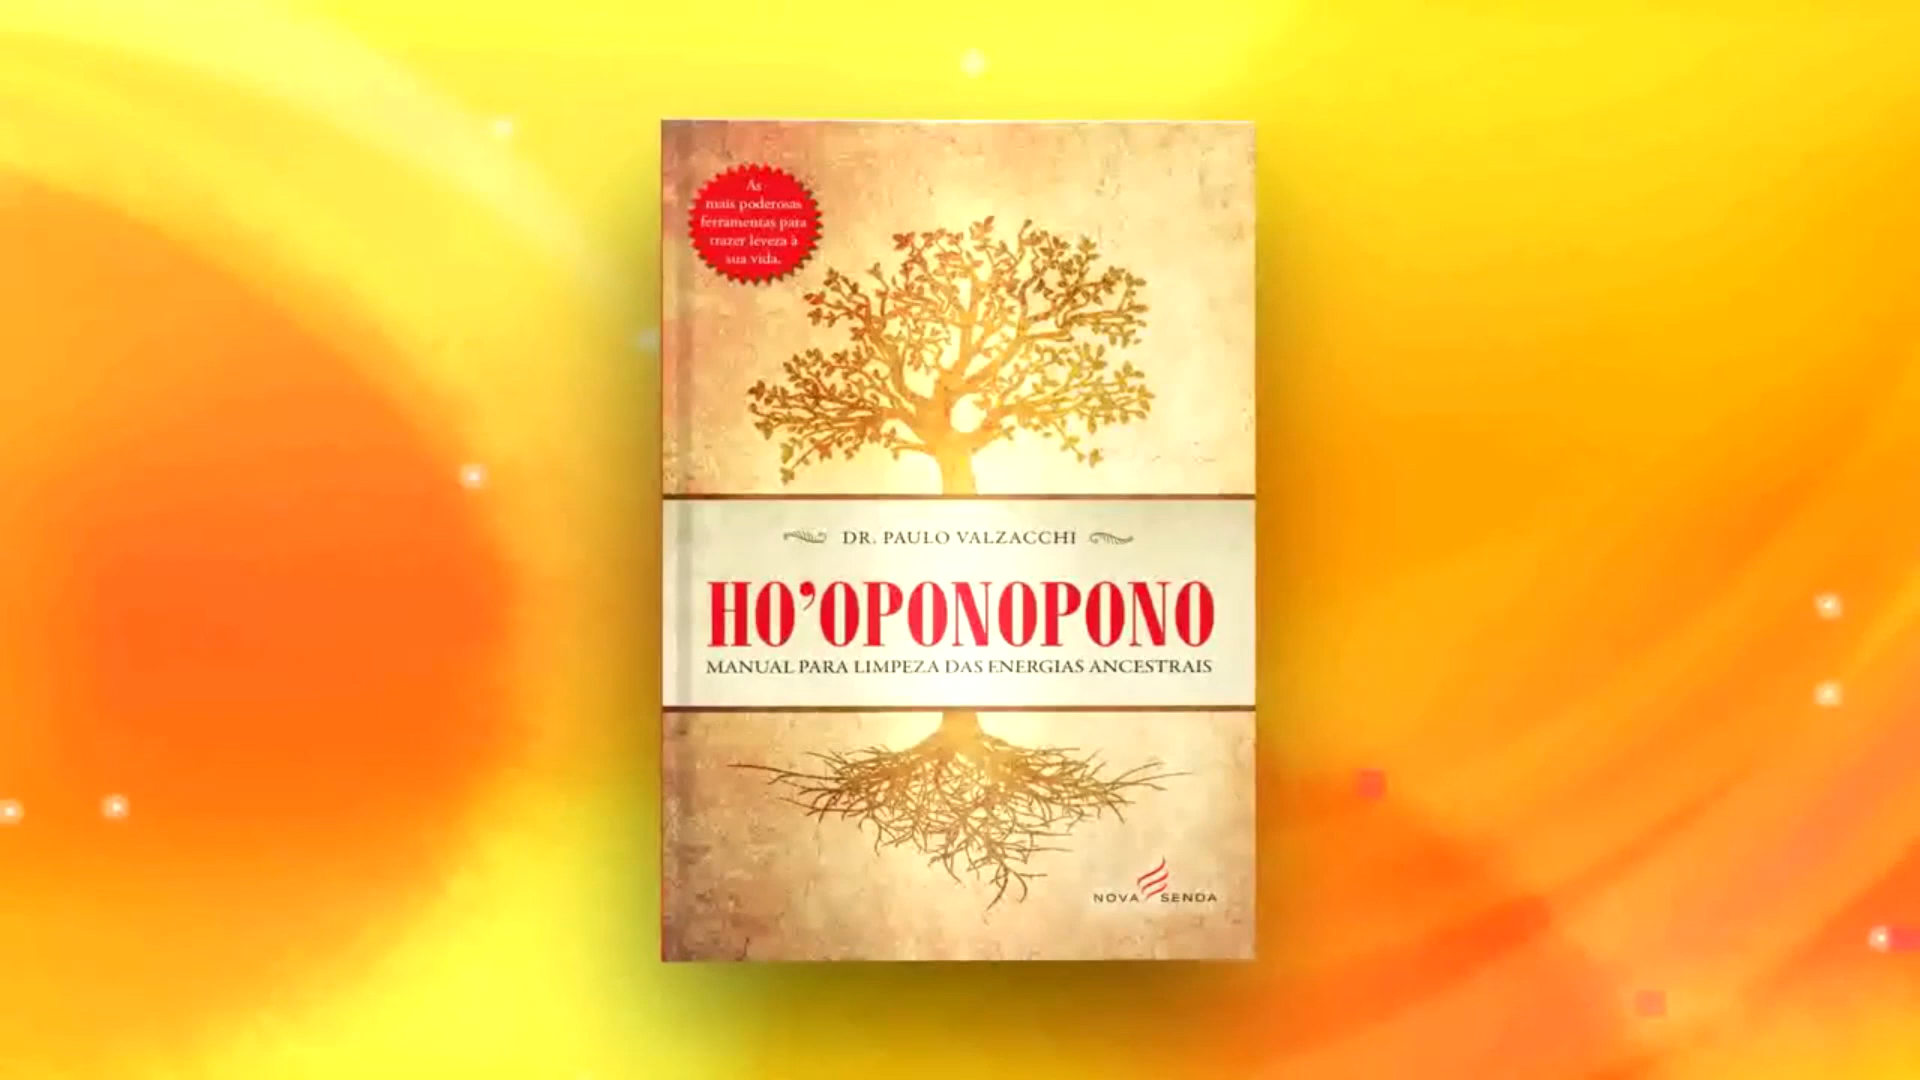 As
mais poderosas
ferramentas para
trazer leveza à
sua vida.
DR. PAULO VALZACCHI
HO’OPONOPONO
MANUAL PARA LIMPEZA DAS ENERGIAS ANCESTRAIS
NOVA SENDA